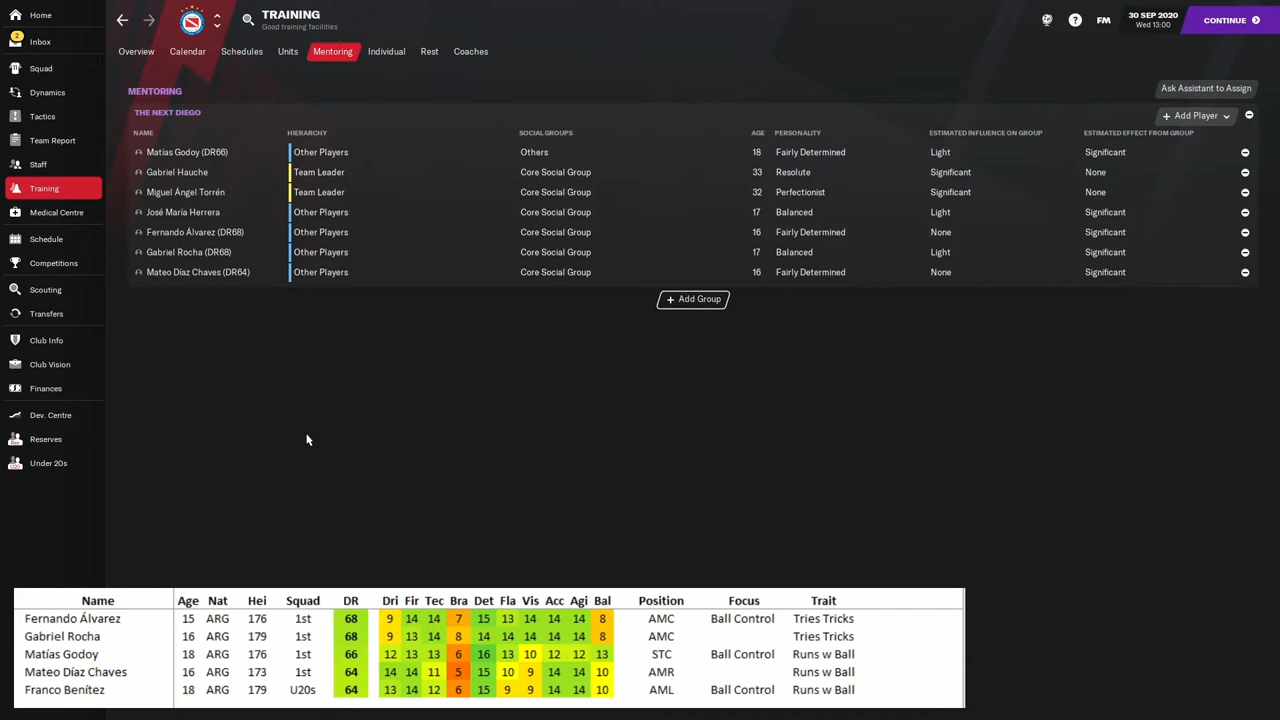 Home
TRAINING
Good training facilities
FM
30 SEP 2020
Wed 13:00
CONTINUE
2
Inbox
Overview Calendar Schedules Units Mentoring Individual Rest Coaches
Squad
Dynamics
Tactics
Team Report
Staff
Training
Medical Centre
Schedule
Competitions
Scouting
Transfers
Club Info
Club Vision
Finances
Dev. Centre
Reserves
Under 20s
MENTORING
Ask Assistant to Assign
THE NEXT DIEGO
+ Add Player
NAME HIERARCHY SOCIAL GROUPS AGE PERSONALITY ESTIMATED INFLUENCE ON GROUP ESTIMATED EFFECT FROM GROUP
Matías Godoy (DR66) Other Players Others 18 Fairly Determined Light Significant
Gabriel Hauche Team Leader Core Social Group 33 Resolute Significant None
Miguel Ángel Torrén Team Leader Core Social Group 32 Perfectionist Significant None
José María Herrera Other Players Core Social Group 17 Balanced Light Significant
Fernando Álvarez (DR68) Other Players Core Social Group 16 Fairly Determined None Significant
Gabriel Rocha (DR68) Other Players Core Social Group 17 Balanced Light Significant
Mateo Díaz Chaves (DR64) Other Players Core Social Group 16 Fairly Determined None Significant
+ Add Group
Name Age Nat Hei Squad DR Dri Fir Tec Bra Det Fla Vis Acc Agi Bal Position Focus Trait
Fernando Álvarez 15 ARG 176 1st 68 9 14 14 7 15 13 14 14 14 8 AMC Ball Control Tries Tricks
Gabriel Rocha 16 ARG 179 1st 68 9 13 14 8 14 14 14 14 14 8 AMC Tries Tricks
Matías Godoy 18 ARG 176 1st 66 12 13 13 6 16 13 10 12 12 13 STC Ball Control Runs w Ball
Mateo Díaz Chaves 16 ARG 173 1st 64 14 14 11 5 15 10 9 14 14 10 AMR Runs w Ball
Franco Benítez 18 ARG 179 U20s 64 13 14 12 6 15 9 9 14 14 10 AML Ball Control Runs w Ball